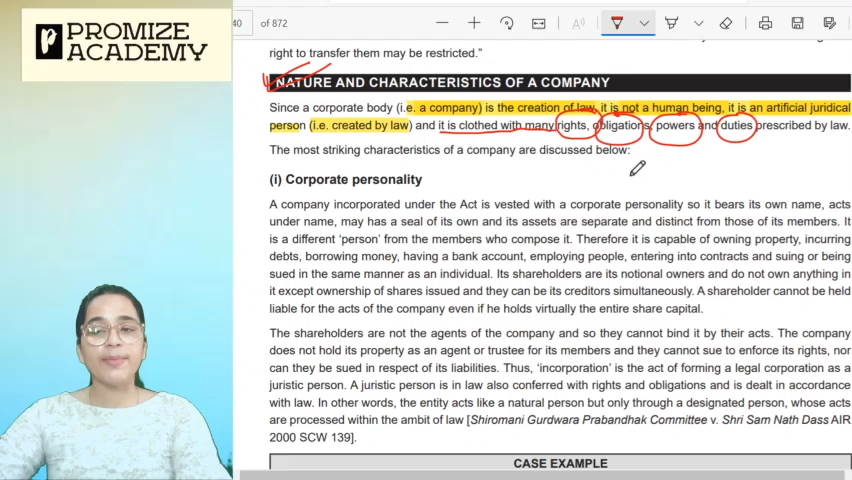 PROMIZE
ACADEMY
40 of 872
right to transfer them may be restricted."
NATURE AND CHARACTERISTICS OF A COMPANY
Since a corporate body (i.e. a company) is the creation of law, it is not a human being, it is an artificial juridical
person (i.e. created by law) and it is clothed with many rights, obligations, powers and duties prescribed by law.
The most striking characteristics of a company are discussed below:
(i) Corporate personality
A company incorporated under the Act is vested with a corporate personality so it bears its own name, acts
under name, may has a seal of its own and its assets are separate and distinct from those of its members. It
is a different 'person' from the members who compose it. Therefore it is capable of owning property, incurring
debts, borrowing money, having a bank account, employing people, entering into contracts and suing or being
sued in the same manner as an individual. Its shareholders are its notional owners and do not own anything in
it except ownership of shares issued and they can be its creditors simultaneously. A shareholder cannot be held
liable for the acts of the company even if he holds virtually the entire share capital.
The shareholders are not the agents of the company and so they cannot bind it by their acts. The company
does not hold its property as an agent or trustee for its members and they cannot sue to enforce its rights, nor
can they be sued in respect of its liabilities. Thus, 'incorporation' is the act of forming a legal corporation as a
juristic person. A juristic person is in law also conferred with rights and obligations and is dealt in accordance
with law. In other words, the entity acts like a natural person but only through a designated person, whose acts
are processed within the ambit of law [Shiromani Gurdwara Prabandhak Committee v. Shri Sam Nath Dass AIR
2000 SCW 139].
CASE EXAMPLE